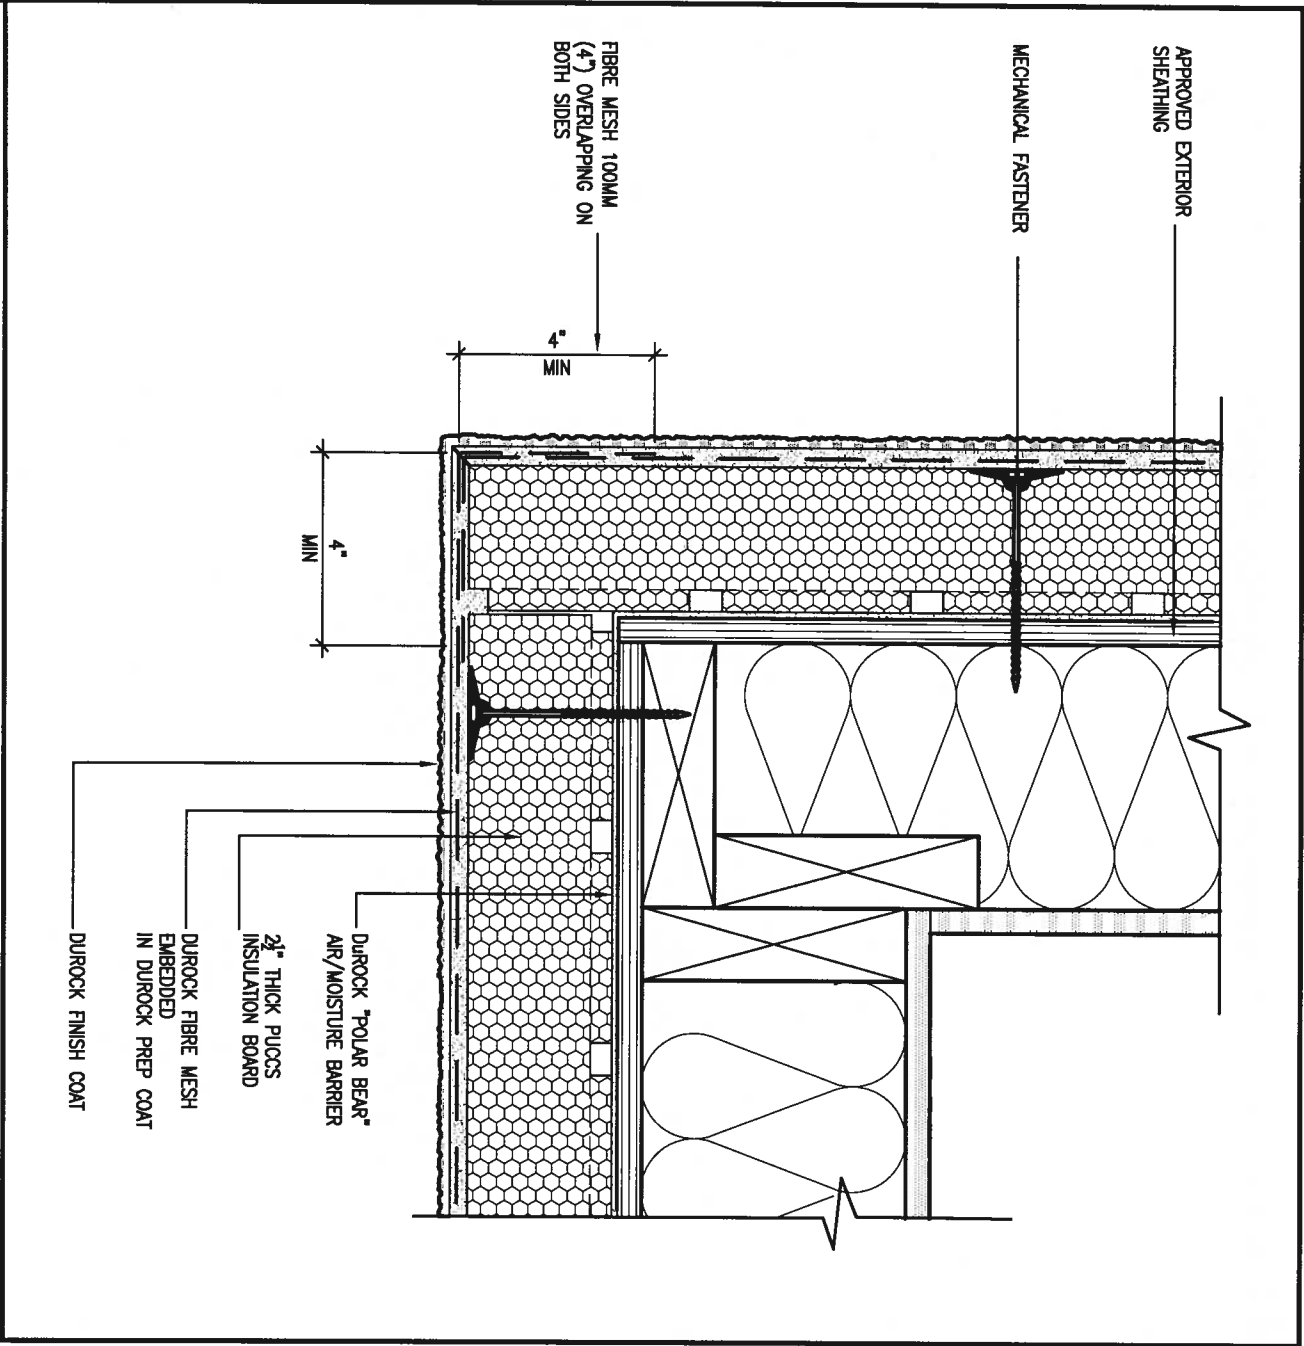 APPROVED EXTERIOR
SHEATHING
MECHANICAL FASTENER
FIBRE MESH 100MM
(4") OVERLAPPING ON
BOTH SIDES
4"
MIN
4"
MIN
DuROCK "POLAR BEAR"
AIR/MOISTURE BARRIER
2½" THICK PUCCS
INSULATION BOARD
DUROCK FIBRE MESH
EMBEDDED
IN DUROCK PREP COAT
DUROCK FINISH COAT